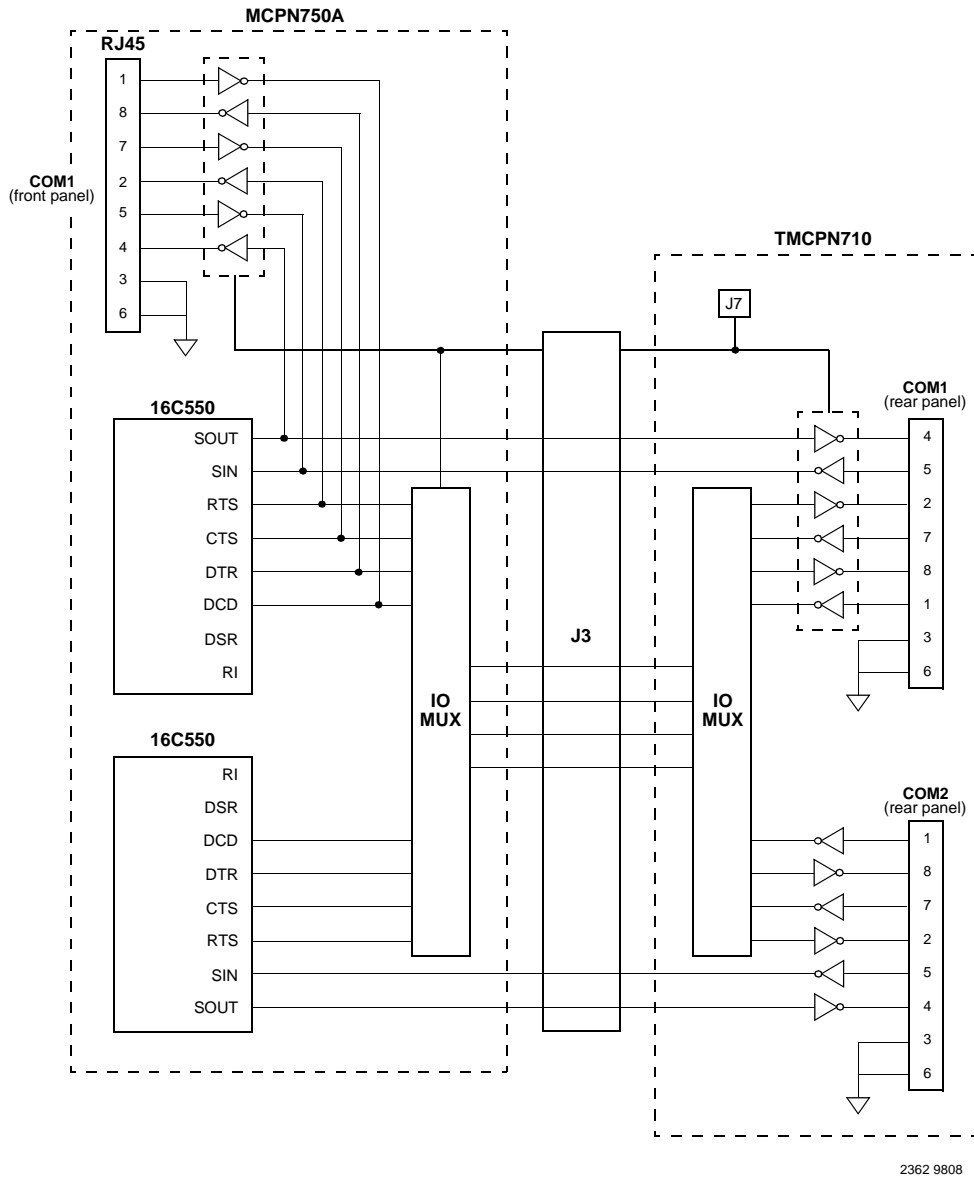 MCPN750A
RJ45
1
8
7
2
5
4
3
6
COM1
(front panel)
TMCPN710
J7
COM1
(rear panel)
4
5
2
7
8
1
3
6
16C550
SOUT
SIN
RTS
CTS
DTR
DCD
DSR
RI
J3
IO
MUX
IO
MUX
16C550
RI
DSR
DCD
DTR
CTS
RTS
SIN
SOUT
COM2
(rear panel)
1
8
7
2
5
4
3
6
2362 9808